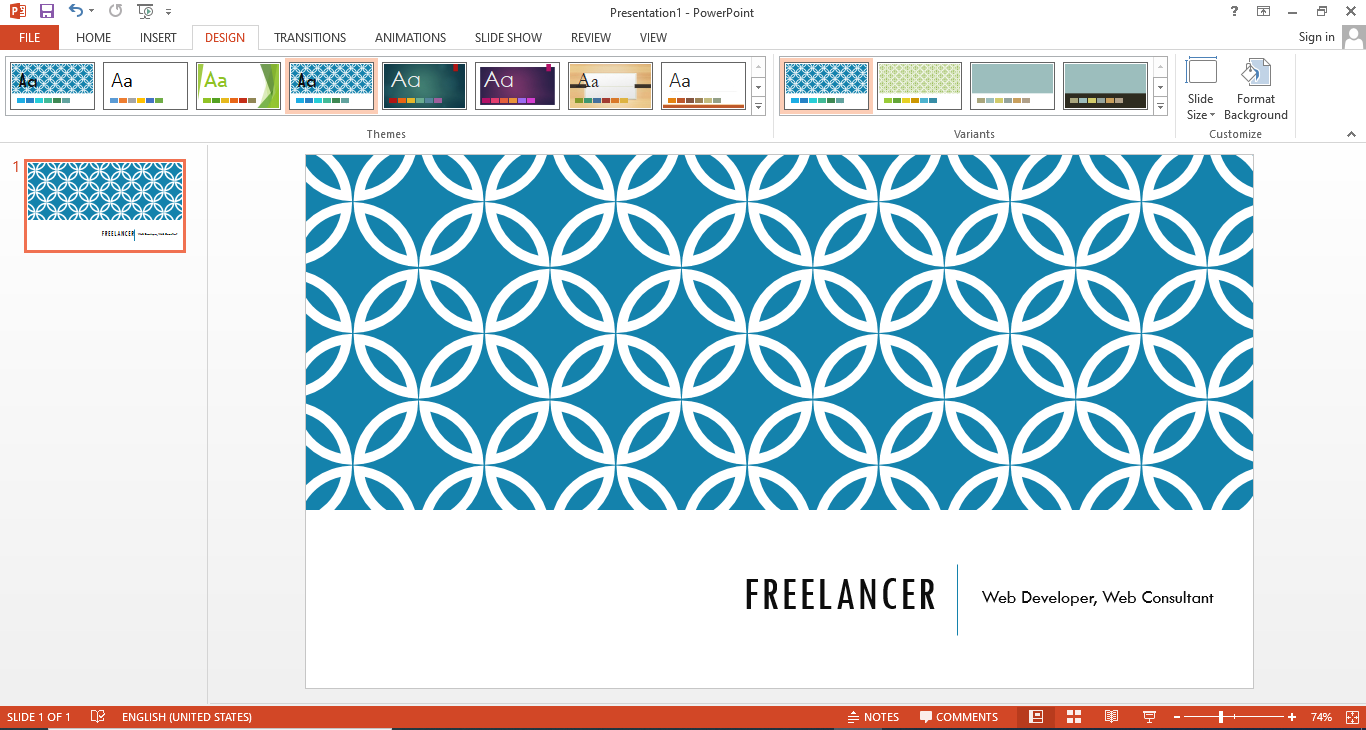 Presentation1 - PowerPoint
?
FILE HOME INSERT DESIGN TRANSITIONS ANIMATIONS SLIDE SHOW REVIEW VIEW Sign in
Aa Aa Aa Aa Aa Aa Aa Aa
Slide Size
Format Background
Themes Variants Customize
1
FREELANCER Web Developer, Web Consultant
FREELANCER Web Developer, Web Consultant
SLIDE 1 OF 1 ENGLISH (UNITED STATES) NOTES COMMENTS 74%